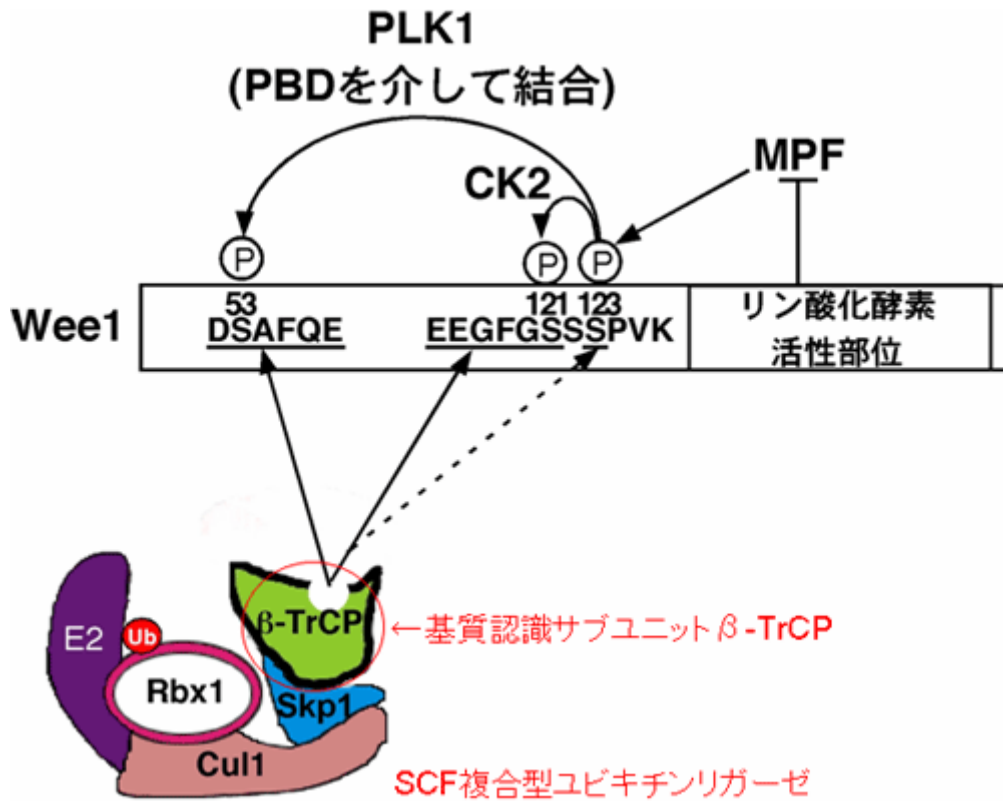 PLK1
(PBDを介して結合)
MPF
CK2
P
P
P
Wee1
53
121 123
DSAFQE
EEGFGSSSPVK
リン酸化酵素
活性部位
β-TrCP
←基質認識サブユニットβ-TrCP
E2
Ub
Rbx1
Skp1
Cul1
SCF複合型ユビキチンリガーゼ